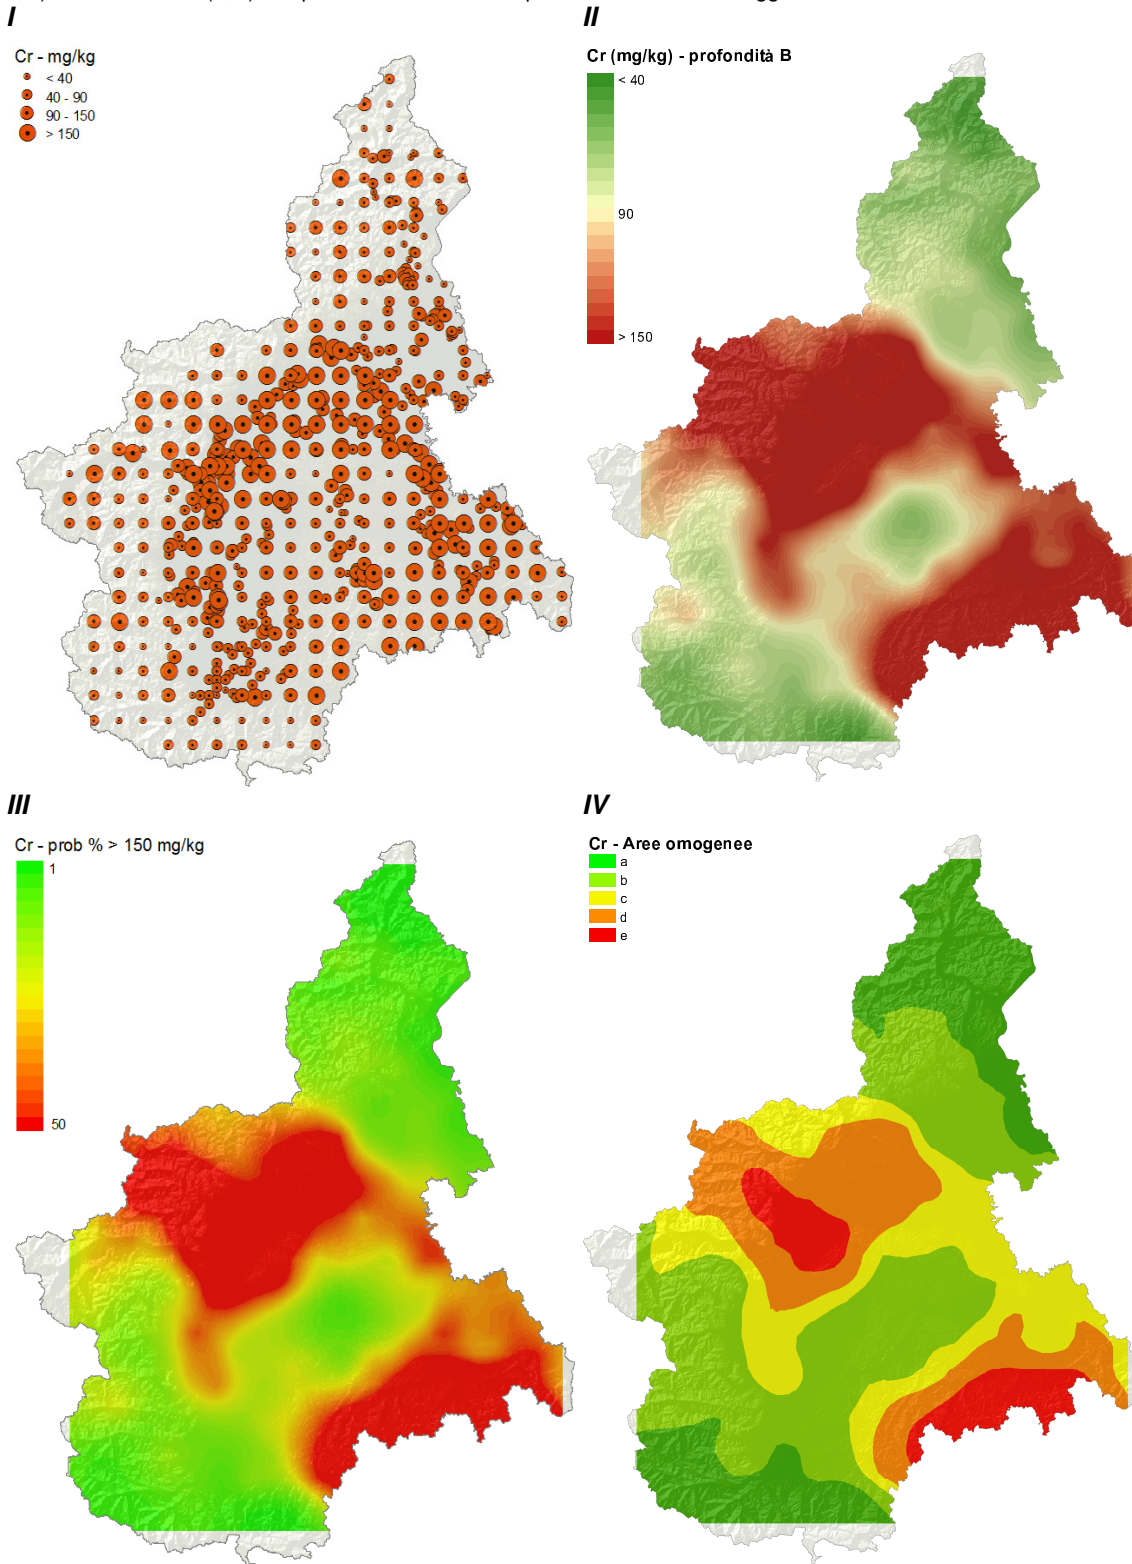 I
Cr - mg/kg
< 40
40 - 90
90 - 150
> 150
II
Cr (mg/kg) - profondità B
< 40
90
> 150
III
Cr - prob % > 150 mg/kg
1
50
IV
Cr - Aree omogenee
a
b
c
d
e